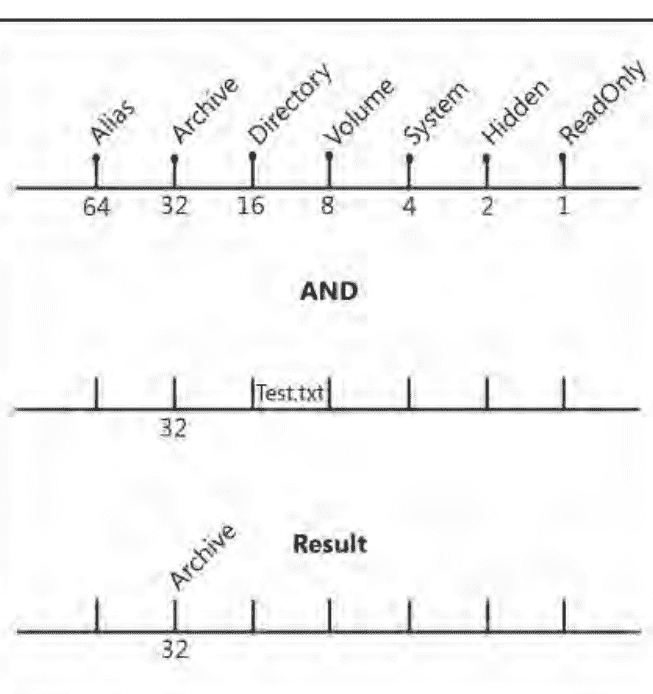 Alias Archive Directory Volume System Hidden ReadOnly
64 32 16 8 4 2 1
AND
Test.txt
32
Result
Archive
32